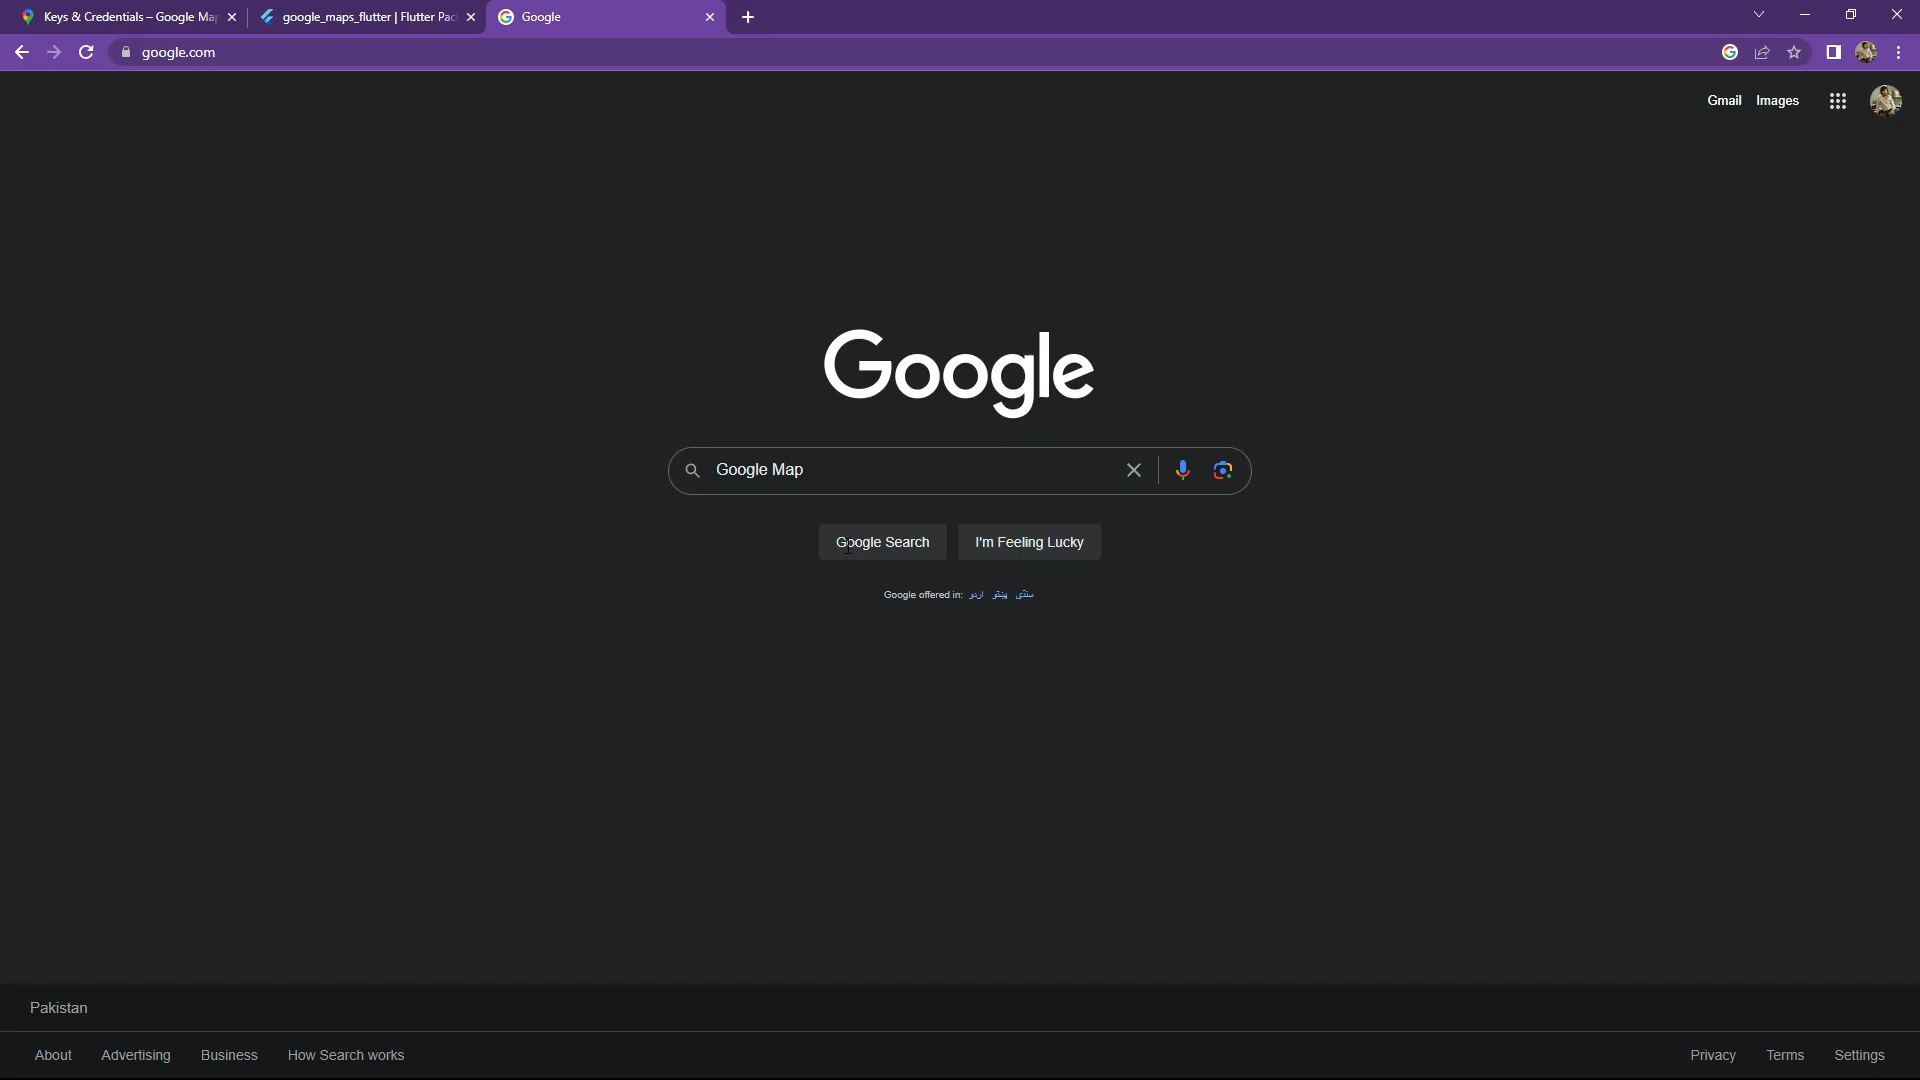 Keys & Credentials – Google Map
google_maps_flutter | Flutter Pac
Google
google.com
Gmail Images
Google
Google Map
Google Search
I'm Feeling Lucky
Google offered in: اردو پښتو سنڌي
Pakistan
About Advertising Business How Search works
Privacy Terms Settings